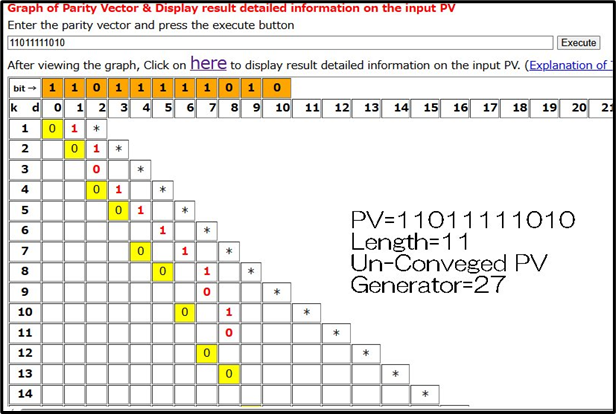 Graph of Parity Vector & Display result detailed information on the input PV
Enter the parity vector and press the execute button
11011111010 Execute
After viewing the graph, Click on here to display result detailed information on the input PV. (Explanation of
bit → 1 1 0 1 1 1 1 1 0 1 0
k d 0 1 2 3 4 5 6 7 8 9 10 11 12 13 14 15 16 17 18 19 20 21
1 0 1 *
2 0 1 *
3 0 *
4 0 1 *
5 0 1 *
6 1 *
7 0 1 *
8 0 1 *
9 0 *
10 0 1 *
11 0 *
12 0 *
13 0 *
14 *
PV=11011111010
Length=11
Un-Conveged PV
Generator=27